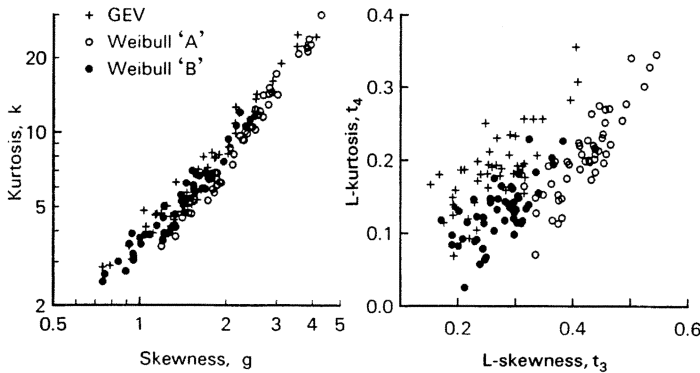 + GEV
○ Weibull ‘A’
● Weibull ‘B’
Kurtosis, k
20
10
5
2
0.5
1
2
3
4
5
Skewness, g
L-kurtosis, t4
0.4
0.3
0.2
0.1
0.0
0.2
0.4
0.6
L-skewness, t3